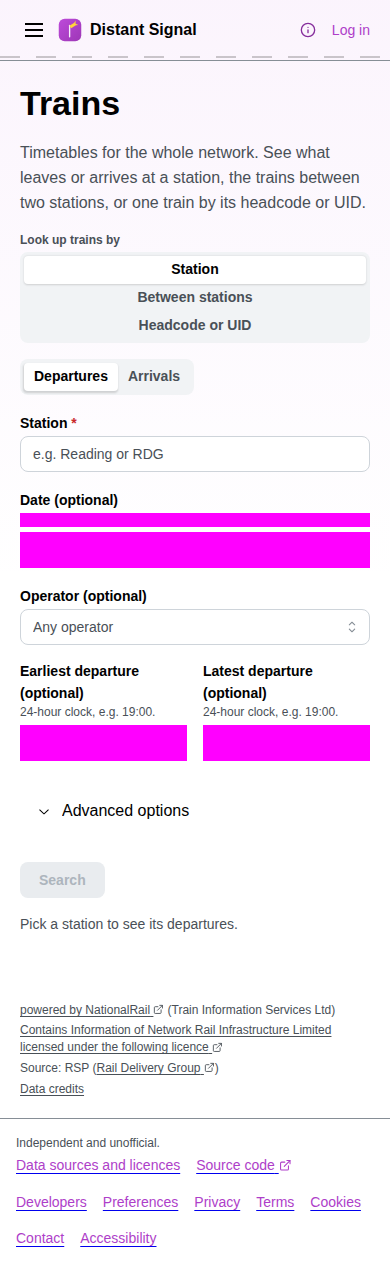 Distant Signal
Log in
Trains
Timetables for the whole network. See what
leaves or arrives at a station, the trains between
two stations, or one train by its headcode or UID.
Look up trains by
Station
Between stations
Headcode or UID
Departures Arrivals
Station *
e.g. Reading or RDG
Date (optional)
Operator (optional)
Any operator
Earliest departure
(optional)
24-hour clock, e.g. 19:00.
Latest departure
(optional)
24-hour clock, e.g. 19:00.
Advanced options
Search
Pick a station to see its departures.
powered by NationalRail (Train Information Services Ltd)
Contains Information of Network Rail Infrastructure Limited
licensed under the following licence
Source: RSP (Rail Delivery Group)
Data credits
Independent and unofficial.
Data sources and licences Source code
Developers Preferences Privacy Terms Cookies
Contact Accessibility